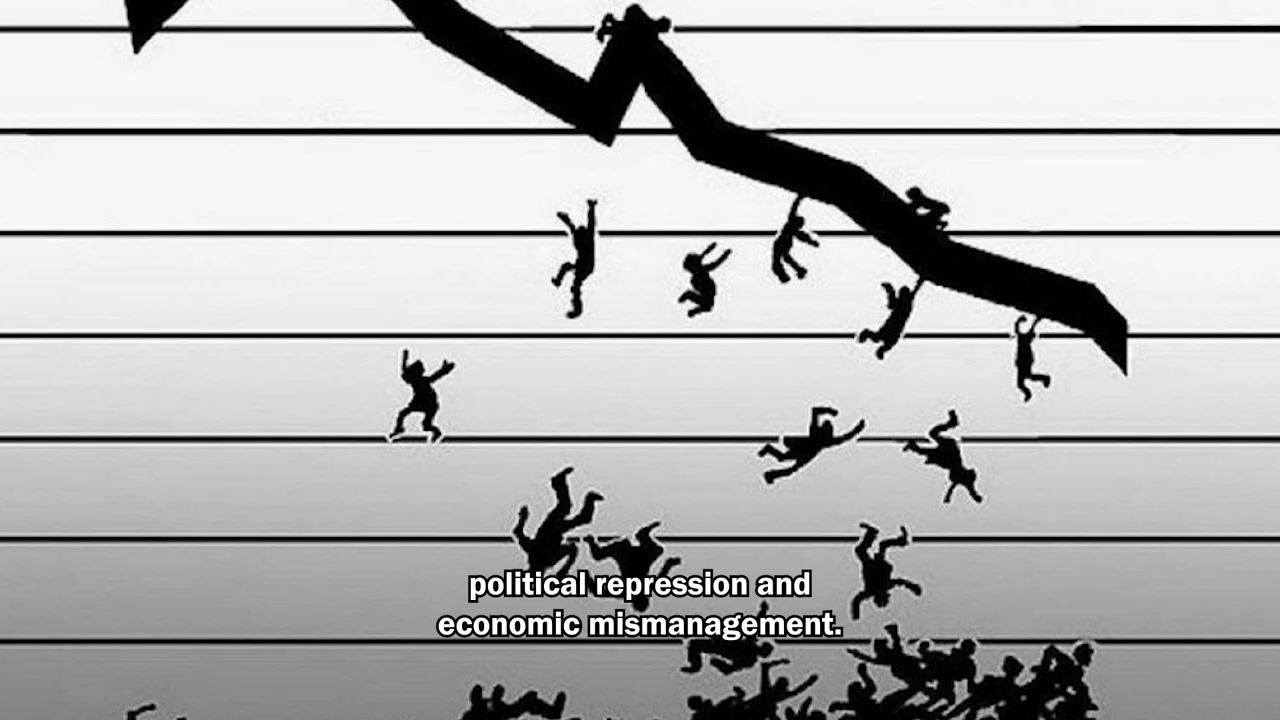 political repression and
economic mismanagement.